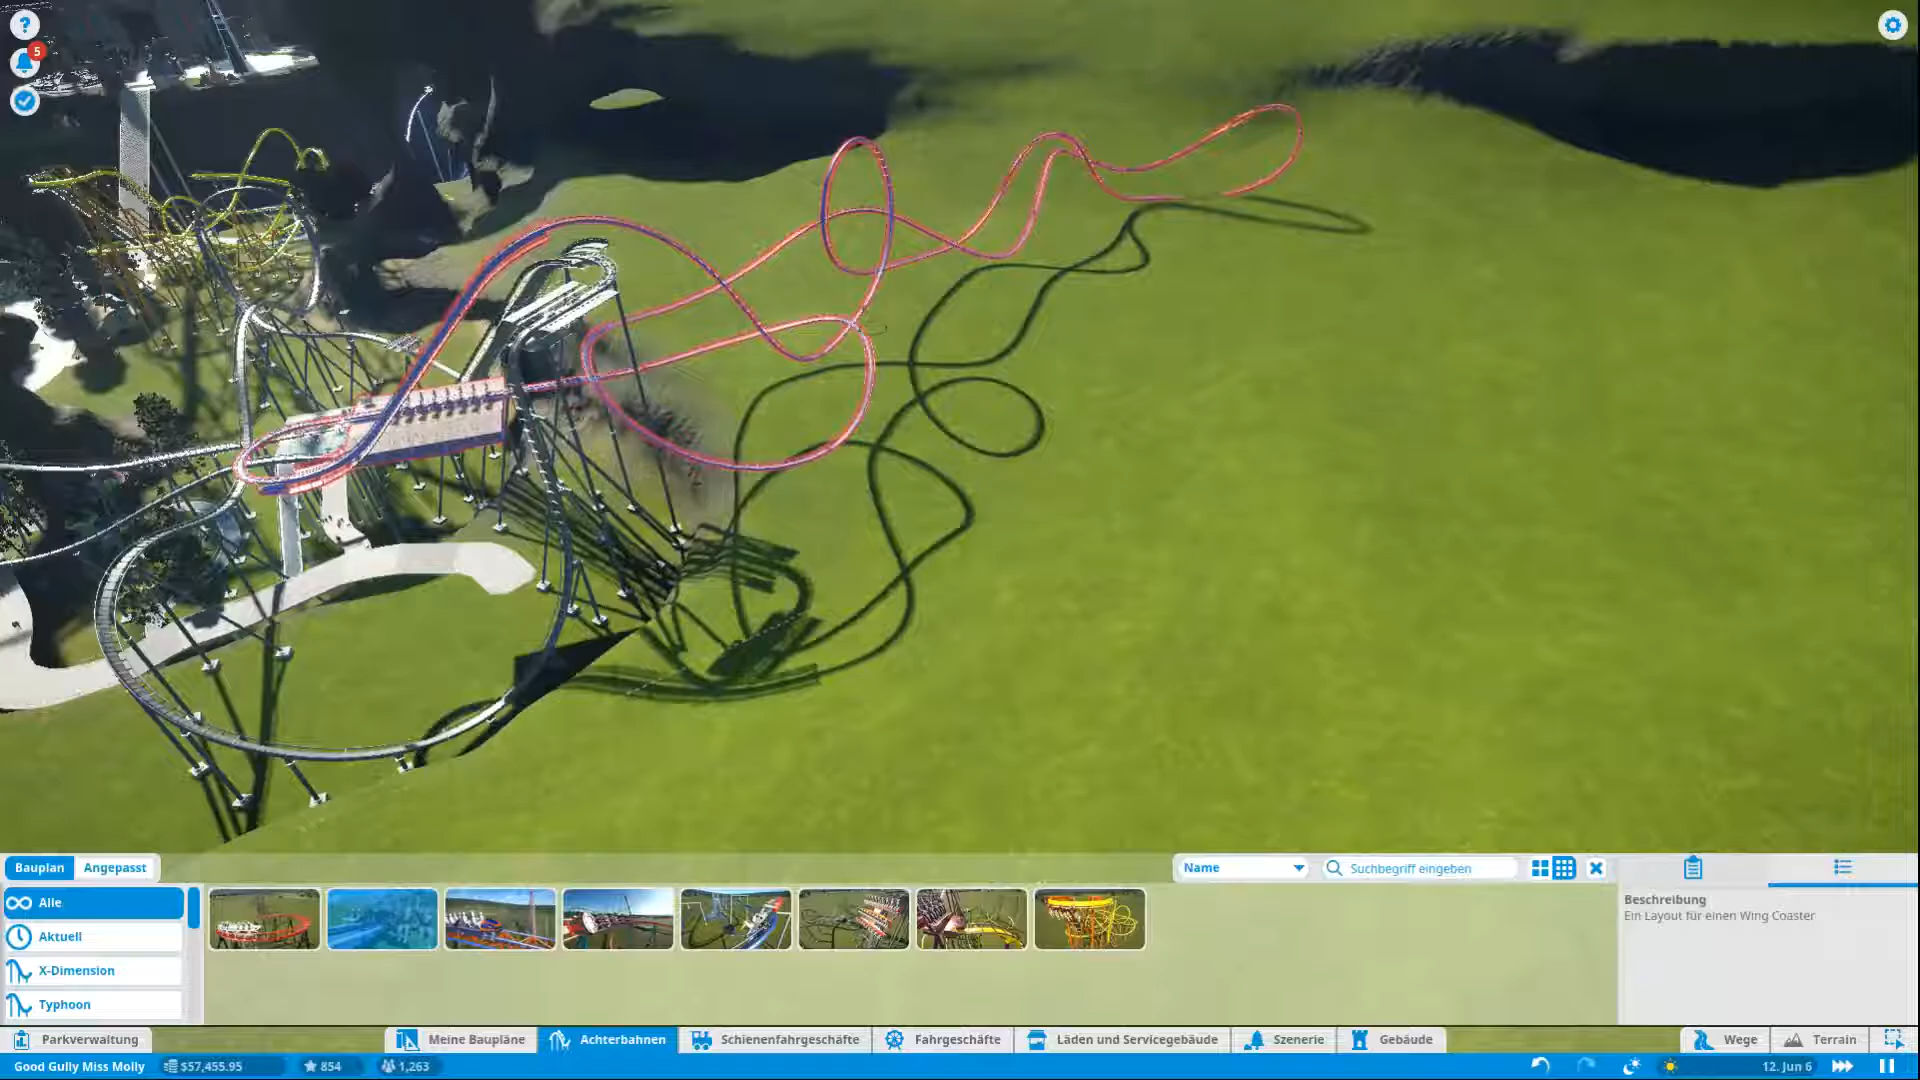 ?
5
Bauplan
Angepasst
Name
Suchbegriff eingeben
Alle
Aktuell
X-Dimension
Typhoon
Beschreibung
Ein Layout für einen Wing Coaster
Parkverwaltung
Meine Baupläne
Achterbahnen
Schienenfahrgeschäfte
Fahrgeschäfte
Läden und Servicegebäude
Szenerie
Gebäude
Wege
Terrain
Good Gully Miss Molly
$57,455.95
854
1,263
12. Jun 6